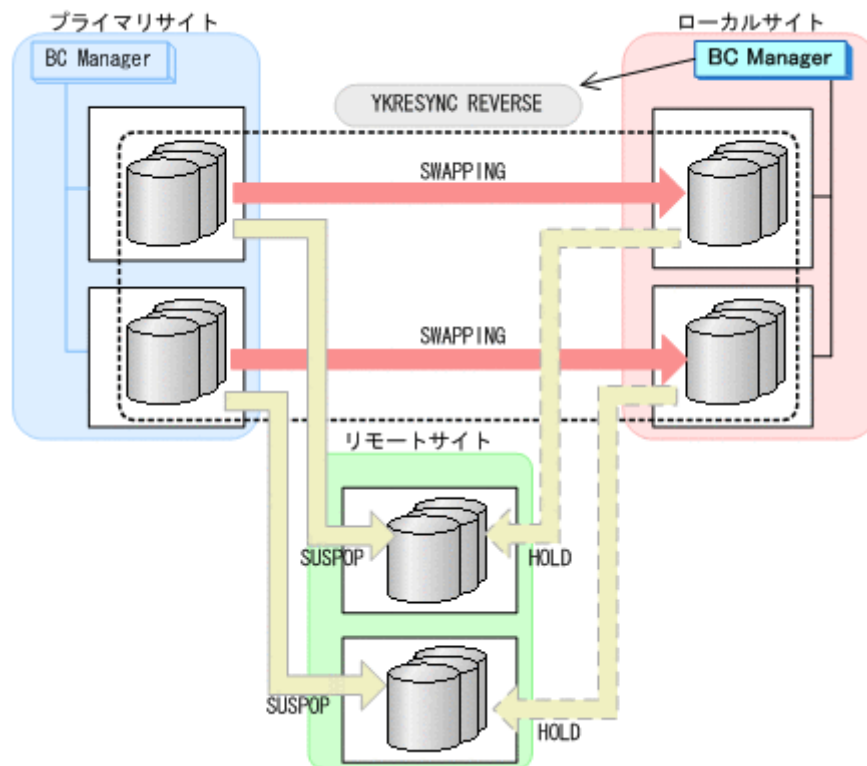 プライマリサイト
ローカルサイト
BC Manager
BC Manager
YKRESYNC REVERSE
SWAPPING
SWAPPING
リモートサイト
SUSPOP
HOLD
SUSPOP
HOLD